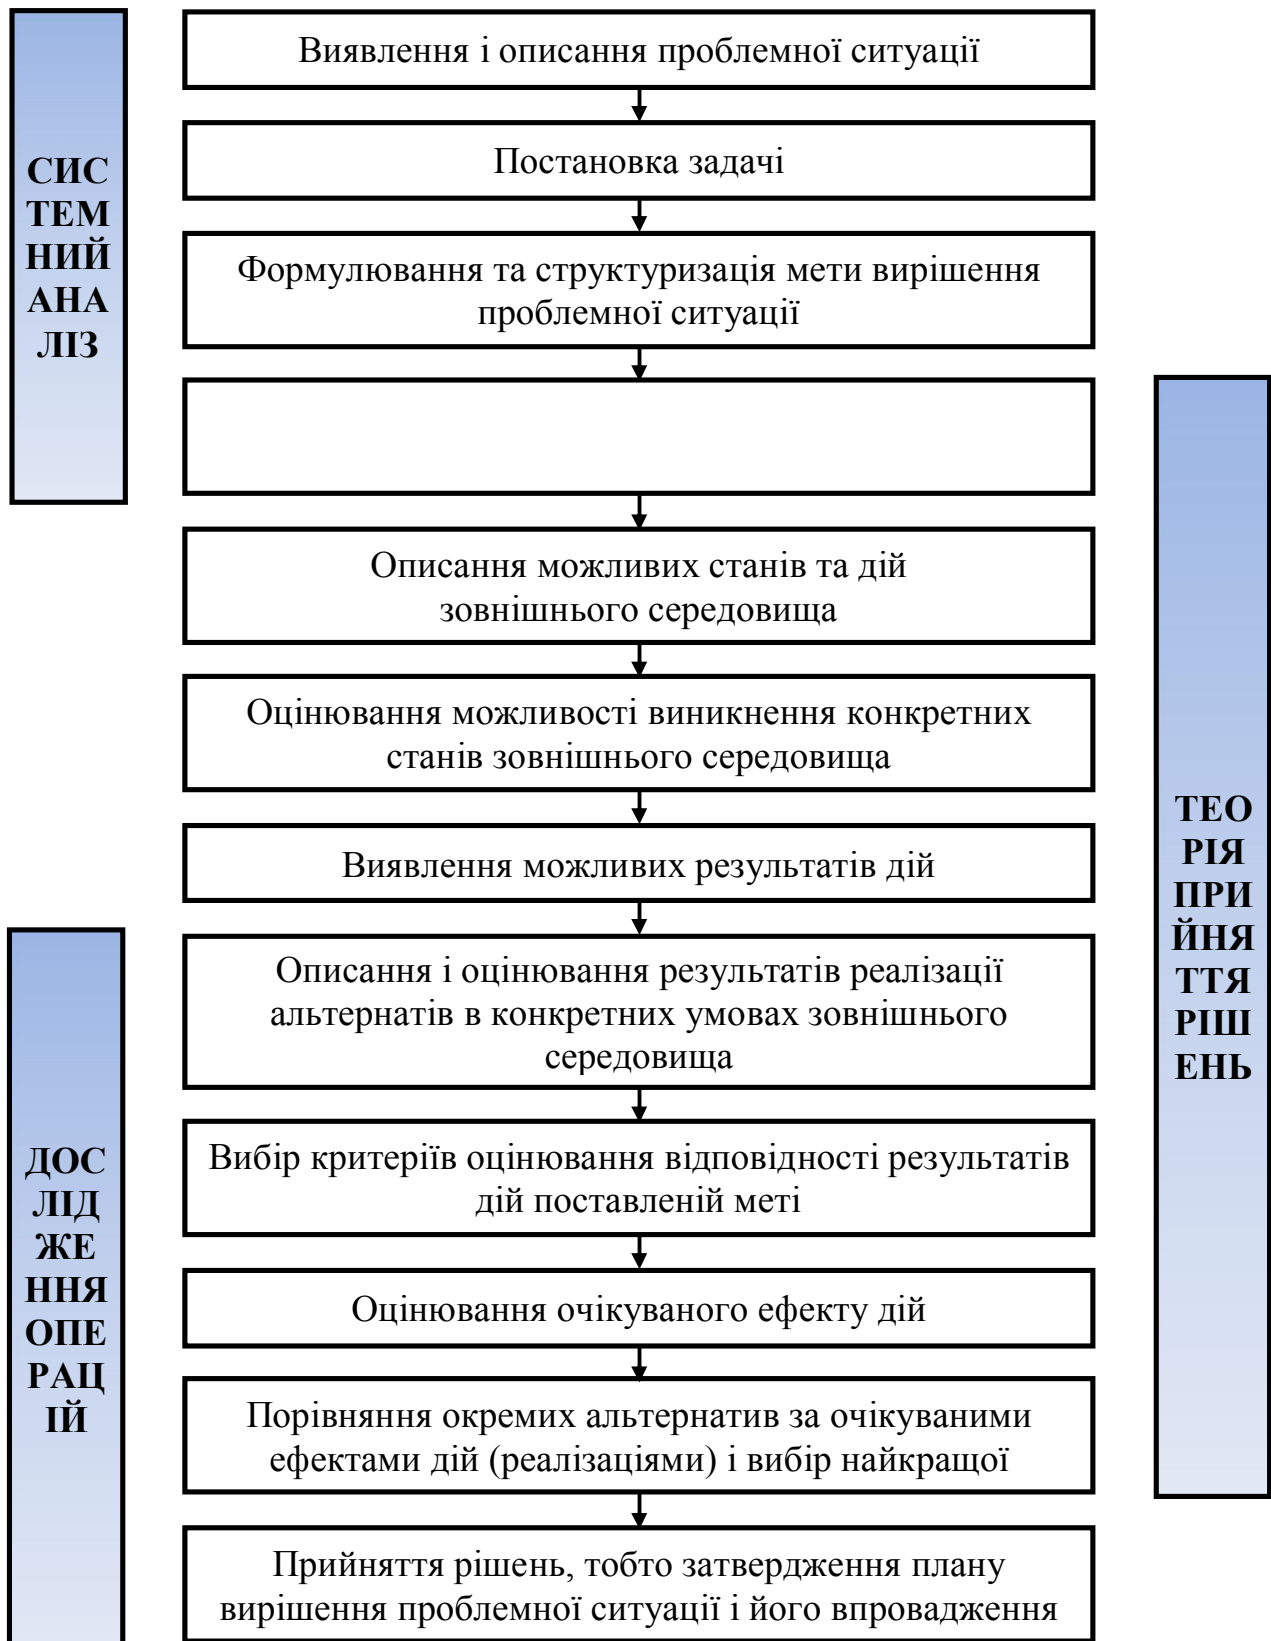 СИС
ТЕМ
НИЙ
АНА
ЛІЗ
Виявлення і описання проблемної ситуації
Постановка задачі
Формулювання та структуризація мети вирішення
проблемної ситуації
Описання можливих станів та дій
зовнішнього середовища
Оцінювання можливості виникнення конкретних
станів зовнішнього середовища
Виявлення можливих результатів дій
Описання і оцінювання результатів реалізації
альтернатів в конкретних умовах зовнішнього
середовища
Вибір критеріїв оцінювання відповідності результатів
дій поставленій меті
Оцінювання очікуваного ефекту дій
Порівняння окремих альтернатив за очікуваними
ефектами дій (реалізаціями) і вибір найкращої
Прийняття рішень, тобто затвердження плану
вирішення проблемної ситуації і його впровадження
ТЕО
РІЯ
ПРИ
ЙНЯ
ТТЯ
РІШ
ЕНЬ
ДОС
ЛІД
ЖЕ
ННЯ
ОПЕ
РАЦ
ІЙ